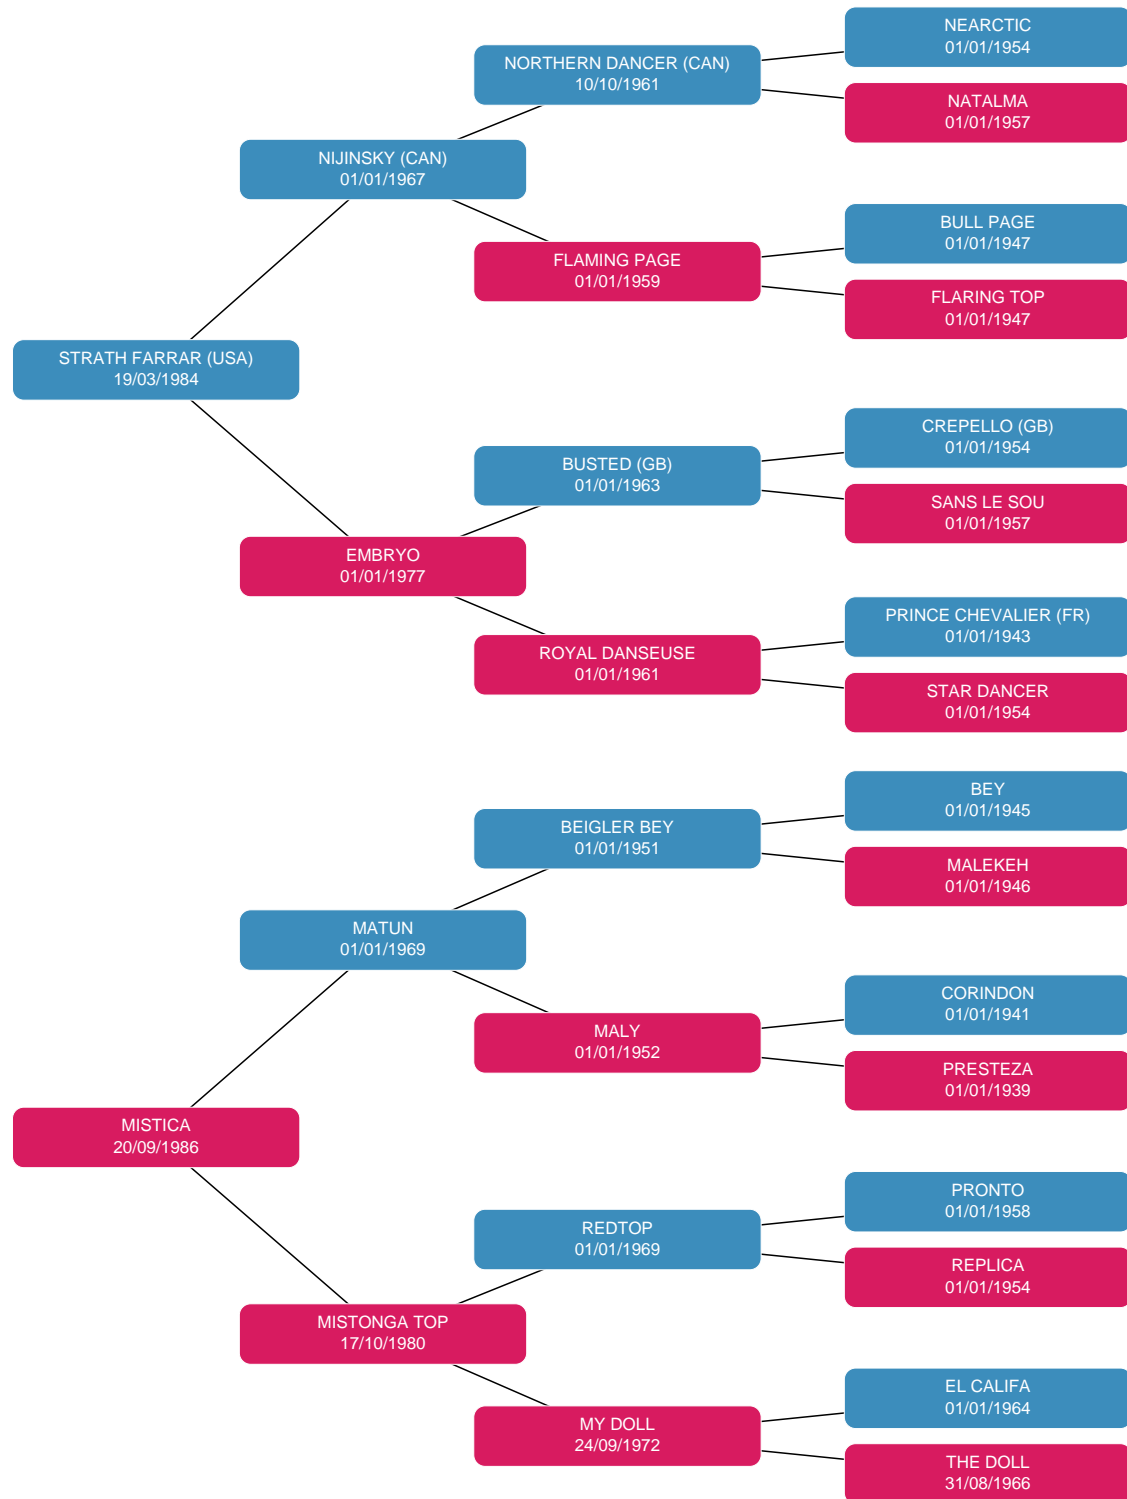 NEARCTIC
01/01/1954
NORTHERN DANCER (CAN)
10/10/1961
NATALMA
01/01/1957
NIJINSKY (CAN)
01/01/1967
BULL PAGE
01/01/1947
FLAMING PAGE
01/01/1959
FLARING TOP
01/01/1947
STRATH FARRAR (USA)
19/03/1984
CREPELLO (GB)
01/01/1954
BUSTED (GB)
01/01/1963
SANS LE SOU
01/01/1957
EMBRYO
01/01/1977
PRINCE CHEVALIER (FR)
01/01/1943
ROYAL DANSEUSE
01/01/1961
STAR DANCER
01/01/1954
BEY
01/01/1945
BEIGLER BEY
01/01/1951
MALEKEH
01/01/1946
MATUN
01/01/1969
CORINDON
01/01/1941
MALY
01/01/1952
PRESTEZA
01/01/1939
MISTICA
20/09/1986
PRONTO
01/01/1958
REDTOP
01/01/1969
REPLICA
01/01/1954
MISTONGA TOP
17/10/1980
EL CALIFA
01/01/1964
MY DOLL
24/09/1972
THE DOLL
31/08/1966